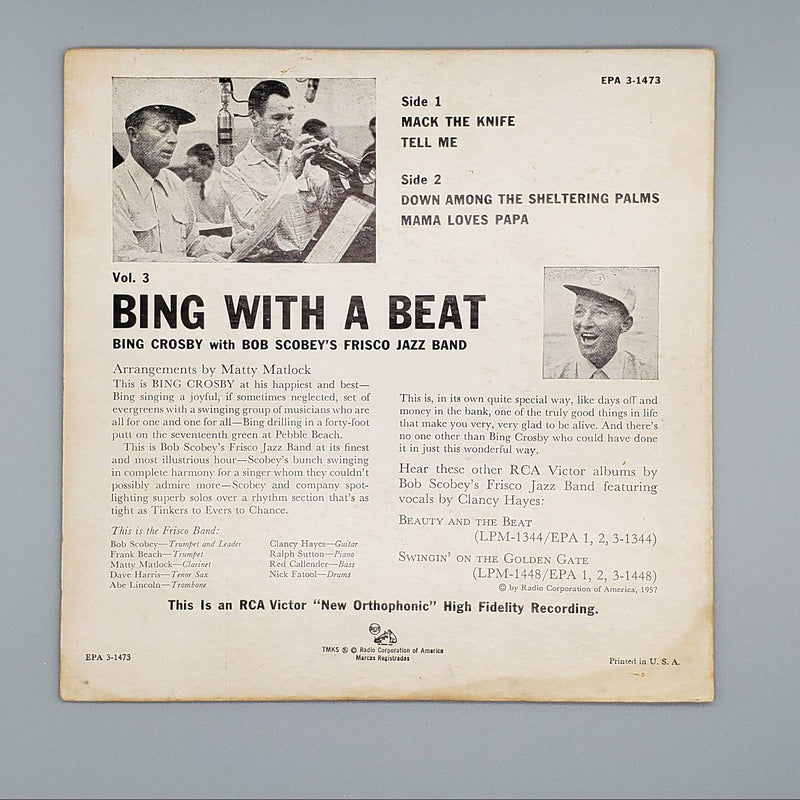 EPA 3-1473
Side 1
MACK THE KNIFE
TELL ME
Side 2
DOWN AMONG THE SHELTERING PALMS
MAMA LOVES PAPA
Vol. 3
BING WITH A BEAT
BING CROSBY with BOB SCOBEY'S FRISCO JAZZ BAND
Arrangements by Matty Matlock
This is BING CROSBY at his happiest and best—
Bing singing a joyful, if sometimes neglected, set of
evergreens with a swinging group of musicians who are
all for one and one for all—Bing drilling in a forty-foot
putt on the seventeenth green at Pebble Beach.
This is Bob Scobey's Frisco Jazz Band at its finest
and most illustrious hour—Scobey's bunch swinging
in complete harmony for a singer whom they couldn't
possibly admire more—Scobey and company spot-
lighting superb solos over a rhythm section that's as
tight as Tinkers to Evers to Chance.
This is the Frisco Band:
Bob Scobey—Trumpet and Leader
Frank Beach—Trumpet
Matty Matlock—Clarinet
Dave Harris—Tenor Sax
Abe Lincoln—Trombone
Clancy Hayes—Guitar
Ralph Sutton—Piano
Red Callender—Bass
Nick Fatool—Drums
This is, in its own quite special way, like days off and
money in the bank, one of the truly good things in life
that make you very, very glad to be alive. And there's
no one other than Bing Crosby who could have done
it in just this wonderful way.
Hear these other RCA Victor albums by
Bob Scobey's Frisco Jazz Band featuring
vocals by Clancy Hayes:
BEAUTY AND THE BEAT
(LPM-1344/EPA 1, 2, 3-1344)
SWINGIN' ON THE GOLDEN GATE
(LPM-1448/EPA 1, 2, 3-1448)
© by Radio Corporation of America, 1957
This Is an RCA Victor "New Orthophonic" High Fidelity Recording.
RCA
TMKS ® © Radio Corporation of America
Marcas Registradas
EPA 3-1473
Printed in U. S. A.